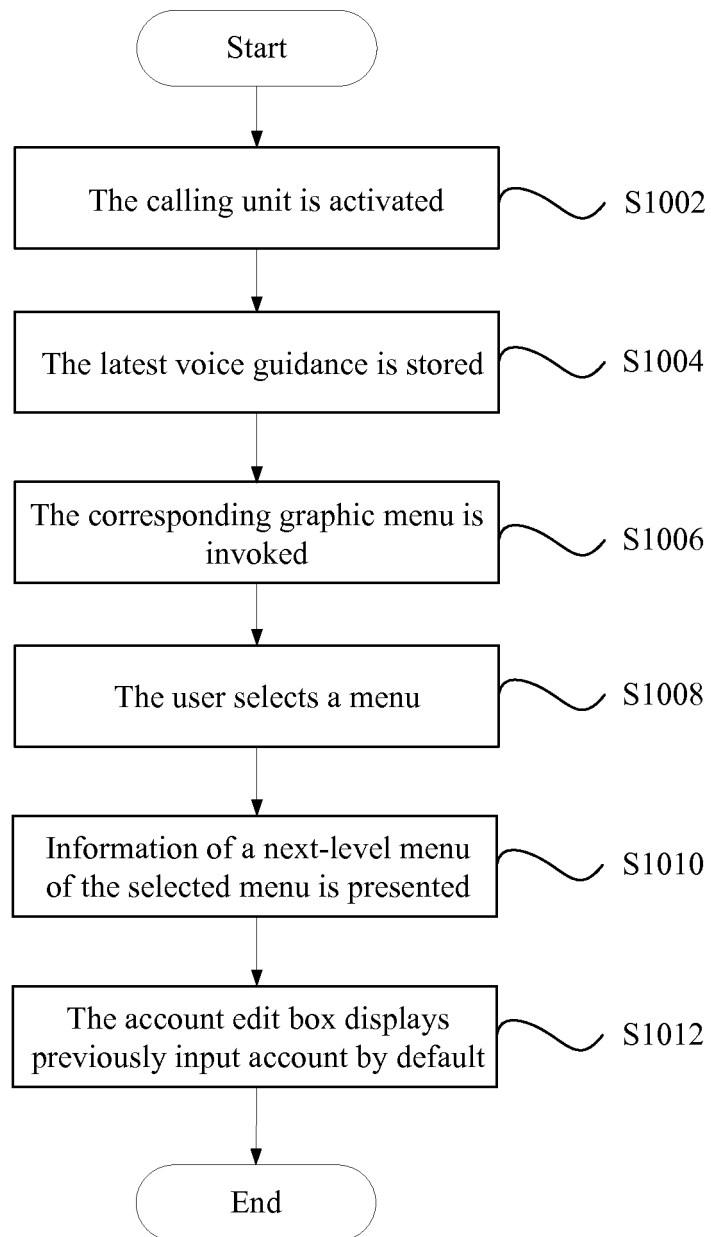 Start
The calling unit is activated
S1002
The latest voice guidance is stored
S1004
The corresponding graphic menu is
invoked
S1006
The user selects a menu
S1008
Information of a next-level menu
of the selected menu is presented
S1010
The account edit box displays
previously input account by default
S1012
End